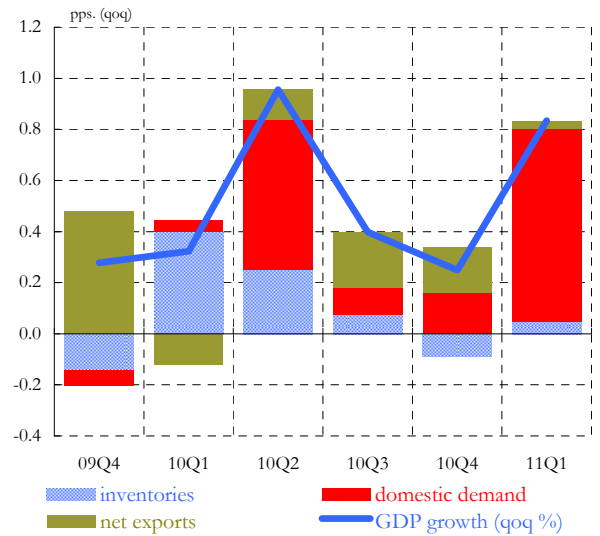 pps. (qoq)
1.2
1.0
0.8
0.6
0.4
0.2
0.0
-0.2
-0.4
09Q4 10Q1 10Q2 10Q3 10Q4 11Q1
inventories domestic demand
net exports GDP growth (qoq %)